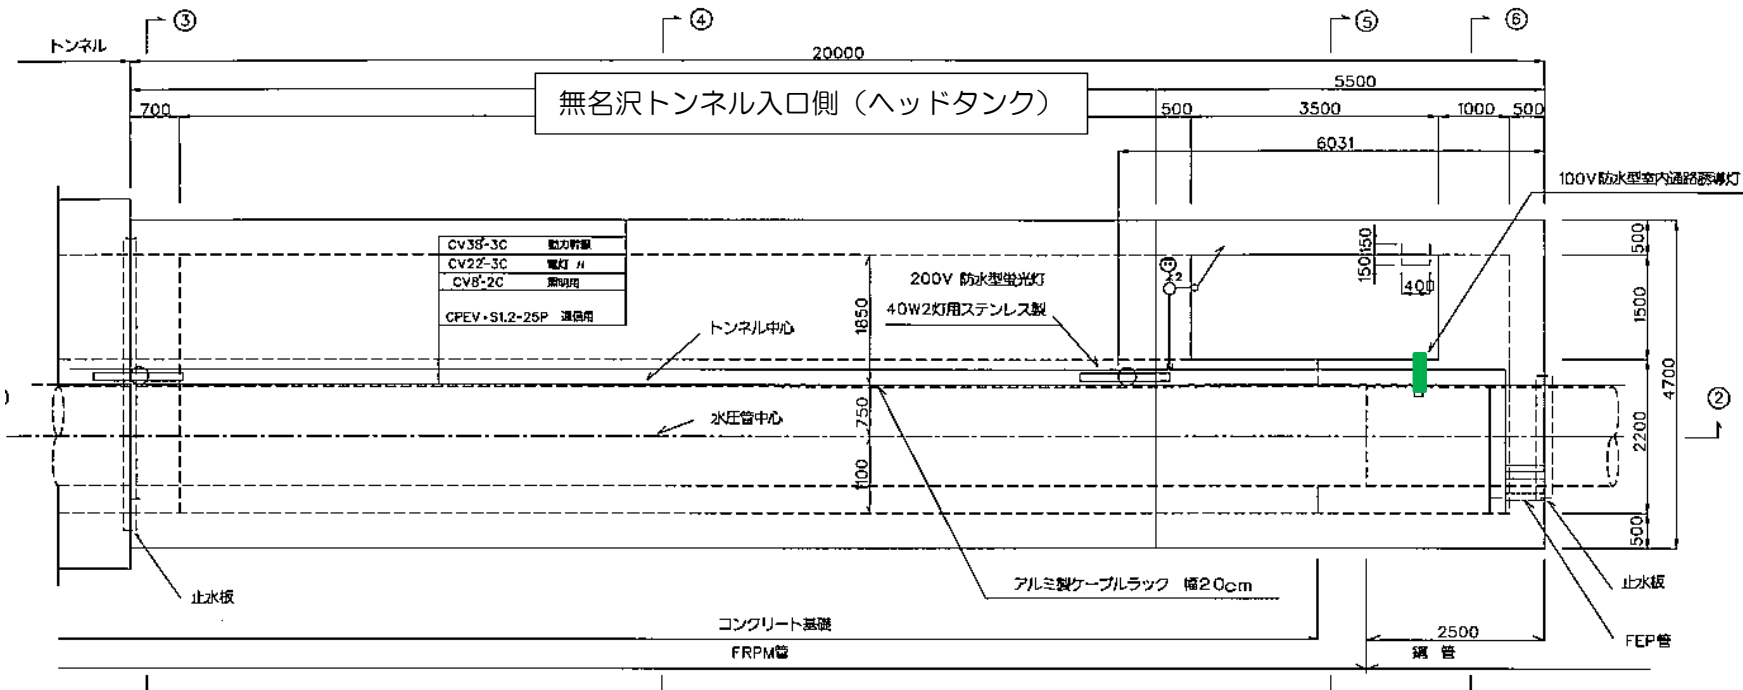 ③
④
⑤
⑥
トンネル
20000
5500
無名沢トンネル入口側（ヘッドタンク）
700
500
3500
1000
500
6031
100V防水型室内通路誘導灯
CV38°-3C 動力幹線
CV22°-3C 電灯 〃
CV8°-2C 照明用
CPEV・S1.2-25P 通信用
200V 防水型蛍光灯
40W2灯用ステンレス製
2
150
150
400
500
1500
1850
トンネル中心
4700
②
750
水圧管中心
2200
1100
500
アルミ製ケーブルラック 幅20cm
止水板
止水板
コンクリート基礎
2500
FEP管
FRPM管
鋼 管